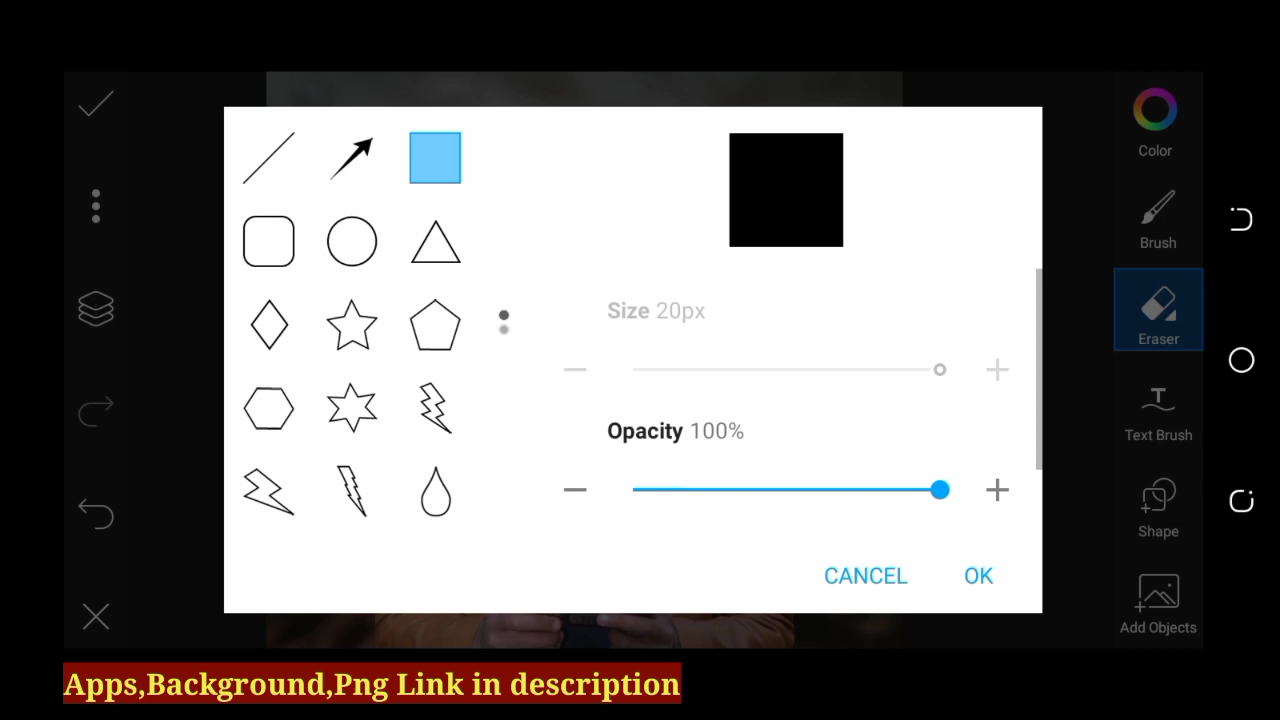 Color
Brush
Size 20px
Eraser
Opacity 100%
T
Text Brush
Shape
CANCEL OK
Add Objects
Apps,Background,Png Link in description